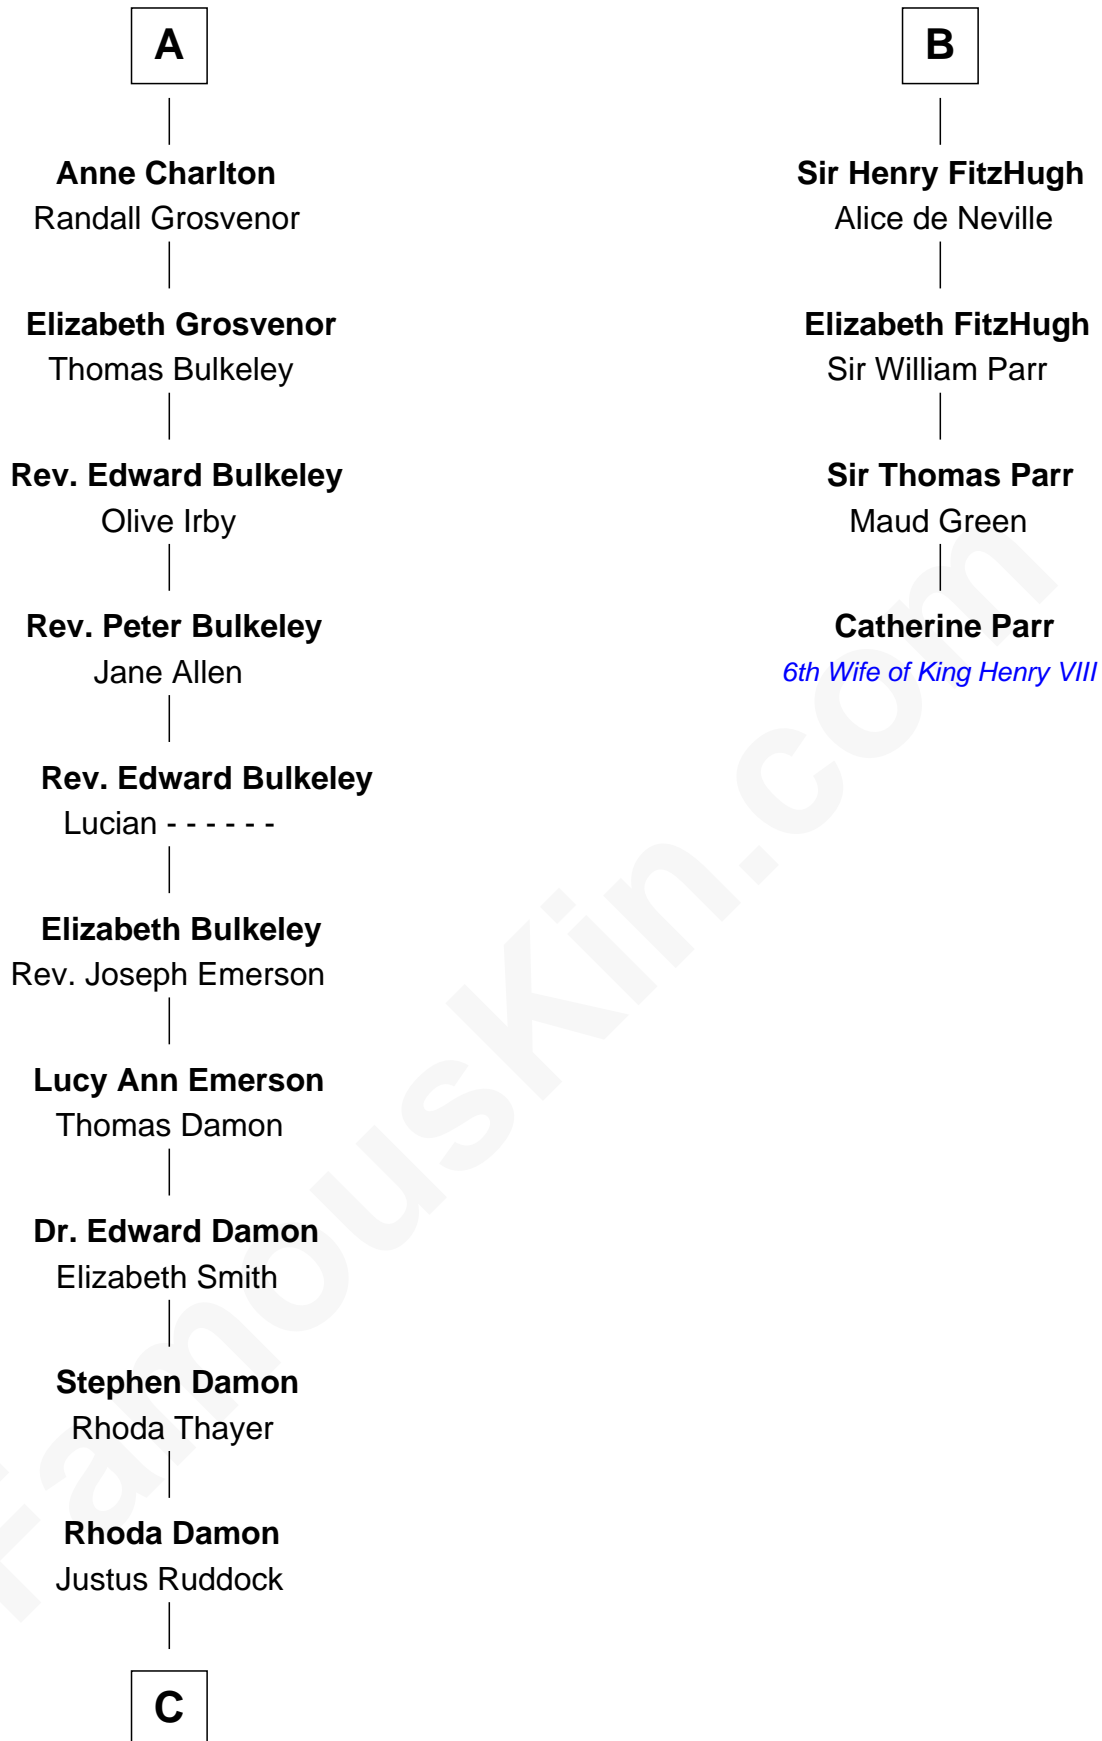 A
Anne Charlton
Randall Grosvenor
Elizabeth Grosvenor
Thomas Bulkeley
Rev. Edward Bulkeley
Olive Irby
Rev. Peter Bulkeley
Jane Allen
Rev. Edward Bulkeley
Lucian - - - - - -
Elizabeth Bulkeley
Rev. Joseph Emerson
Lucy Ann Emerson
Thomas Damon
Dr. Edward Damon
Elizabeth Smith
Stephen Damon
Rhoda Thayer
Rhoda Damon
Justus Ruddock
C
B
Sir Henry FitzHugh
Alice de Neville
Elizabeth FitzHugh
Sir William Parr
Sir Thomas Parr
Maud Green
Catherine Parr
6th Wife of King Henry VIII
FamousKin.com